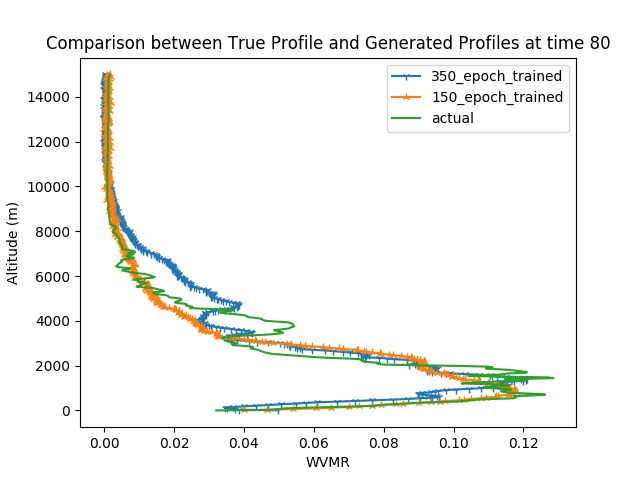 Comparison between True Profile and Generated Profiles at time 80
350_epoch_trained
150_epoch_trained
actual
Altitude (m)
14000
12000
10000
8000
6000
4000
2000
0
0.00 0.02 0.04 0.06 0.08 0.10 0.12
WVMR